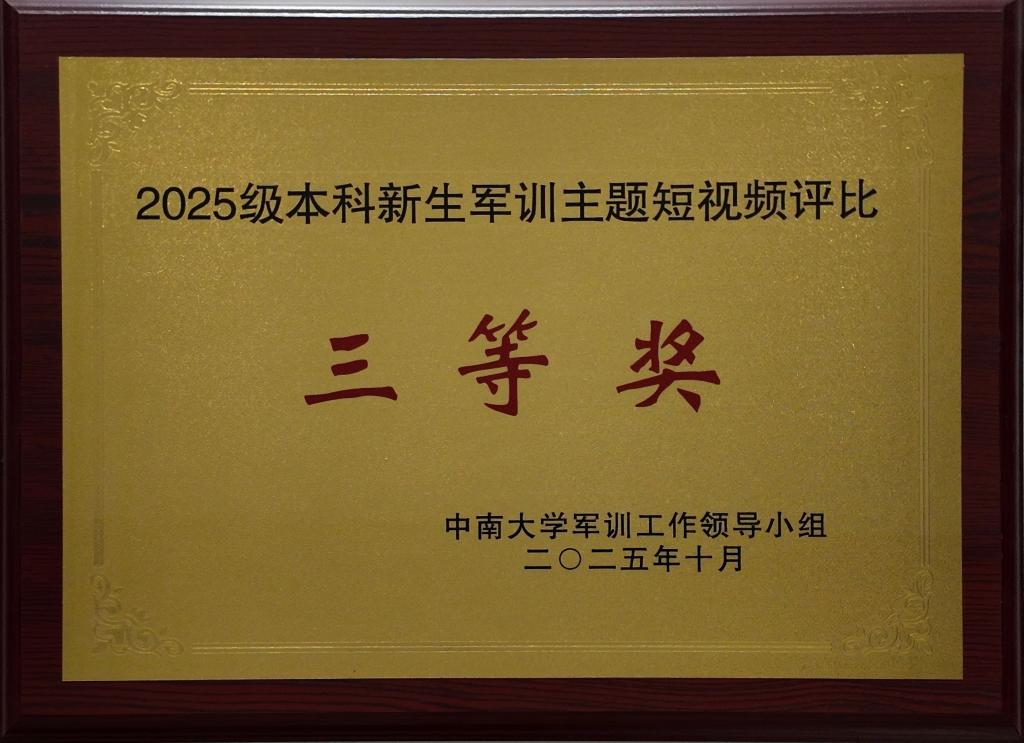 2025级本科新生军训主题短视频评比
三等奖
中南大学军训工作领导小组
二〇二五年十月